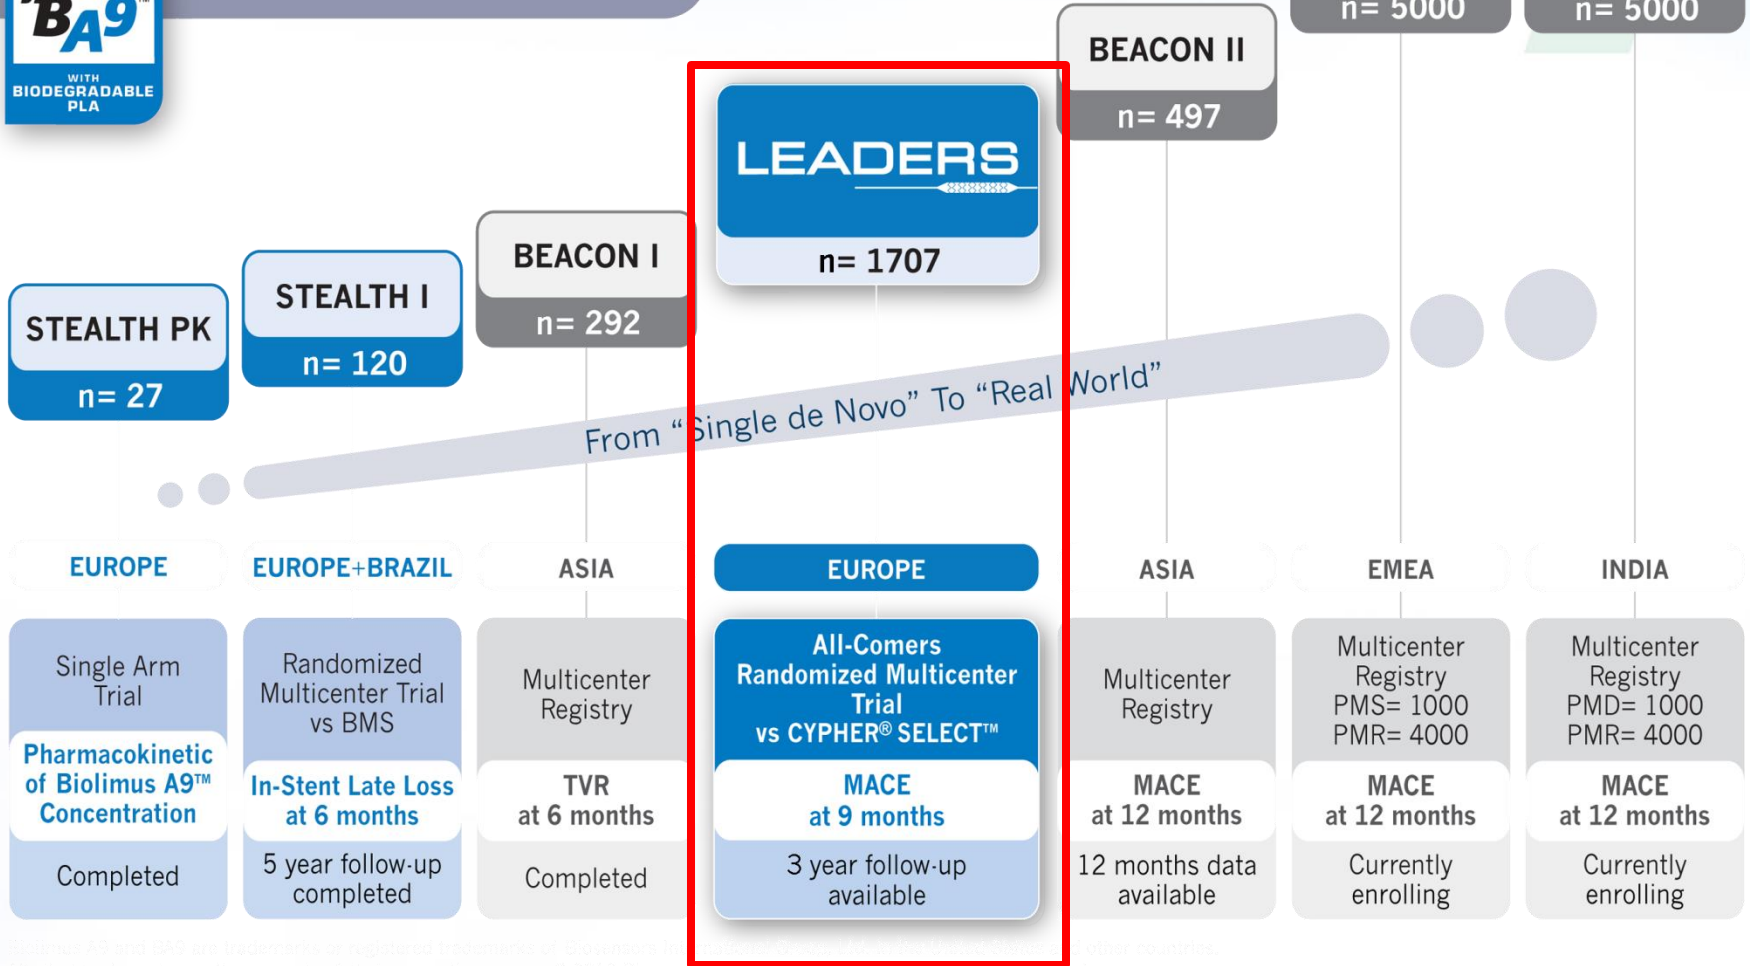 BA9™
WITH
BIODEGRADABLE
PLA
STEALTH PK
n= 27
STEALTH I
n= 120
BEACON I
n= 292
LEADERS
n= 1707
BEACON II
n= 497
n= 5000
n= 5000
From “Single de Novo” To “Real World”
EUROPE
EUROPE+BRAZIL
ASIA
EUROPE
ASIA
EMEA
INDIA
Single Arm
Trial
Pharmacokinetic
of Biolimus A9™
Concentration
Completed
Randomized
Multicenter Trial
vs BMS
In-Stent Late Loss
at 6 months
5 year follow-up
completed
Multicenter
Registry
TVR
at 6 months
Completed
All-Comers
Randomized Multicenter
Trial
vs CYPHER® SELECT™
MACE
at 9 months
3 year follow-up
available
Multicenter
Registry
MACE
at 12 months
12 months data
available
Multicenter
Registry
PMS= 1000
PMR= 4000
MACE
at 12 months
Currently
enrolling
Multicenter
Registry
PMD= 1000
PMR= 4000
MACE
at 12 months
Currently
enrolling